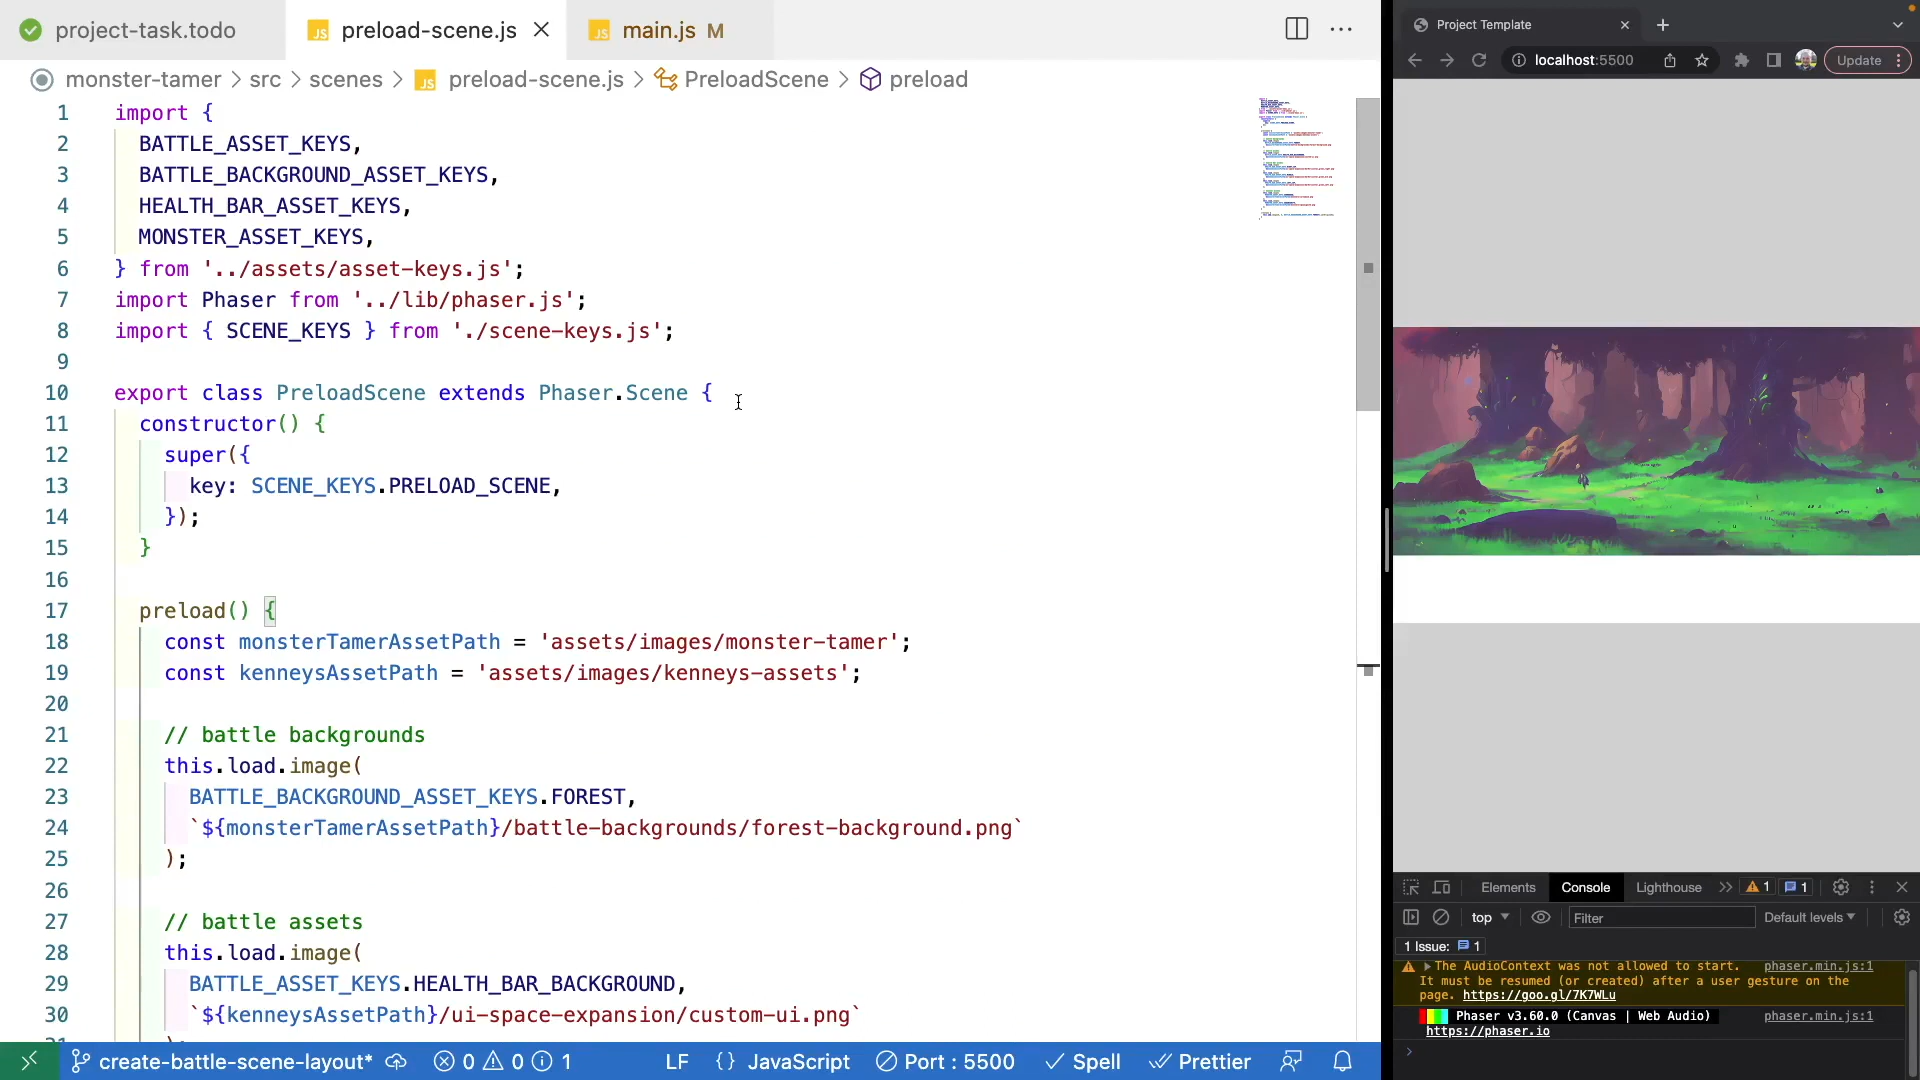 project-task.todo
JS preload-scene.js
JS main.js M
monster-tamer > src > scenes > JS preload-scene.js > PreloadScene > preload
1 import {
2 BATTLE_ASSET_KEYS,
3 BATTLE_BACKGROUND_ASSET_KEYS,
4 HEALTH_BAR_ASSET_KEYS,
5 MONSTER_ASSET_KEYS,
6 } from '../assets/asset-keys.js';
7 import Phaser from '../lib/phaser.js';
8 import { SCENE_KEYS } from './scene-keys.js';
9
10 export class PreloadScene extends Phaser.Scene {
11 constructor() {
12 super({
13 key: SCENE_KEYS.PRELOAD_SCENE,
14 });
15 }
16
17 preload() {
18 const monsterTamerAssetPath = 'assets/images/monster-tamer';
19 const kenneysAssetPath = 'assets/images/kenneys-assets';
20
21 // battle backgrounds
22 this.load.image(
23 BATTLE_BACKGROUND_ASSET_KEYS.FOREST,
24 `${monsterTamerAssetPath}/battle-backgrounds/forest-background.png`
25 );
26
27 // battle assets
28 this.load.image(
29 BATTLE_ASSET_KEYS.HEALTH_BAR_BACKGROUND,
30 `${kenneysAssetPath}/ui-space-expansion/custom-ui.png`
create-battle-scene-layout* 0 0 1 LF {} JavaScript Port : 5500 Spell Prettier
Project Template
localhost:5500
Update
Elements Console Lighthouse 1 1
top Filter Default levels
1 Issue: 1
The AudioContext was not allowed to start. phaser.min.js:1
It must be resumed (or created) after a user gesture on the
page. https://goo.gl/7K7WLu
Phaser v3.60.0 (Canvas | Web Audio) phaser.min.js:1
https://phaser.io